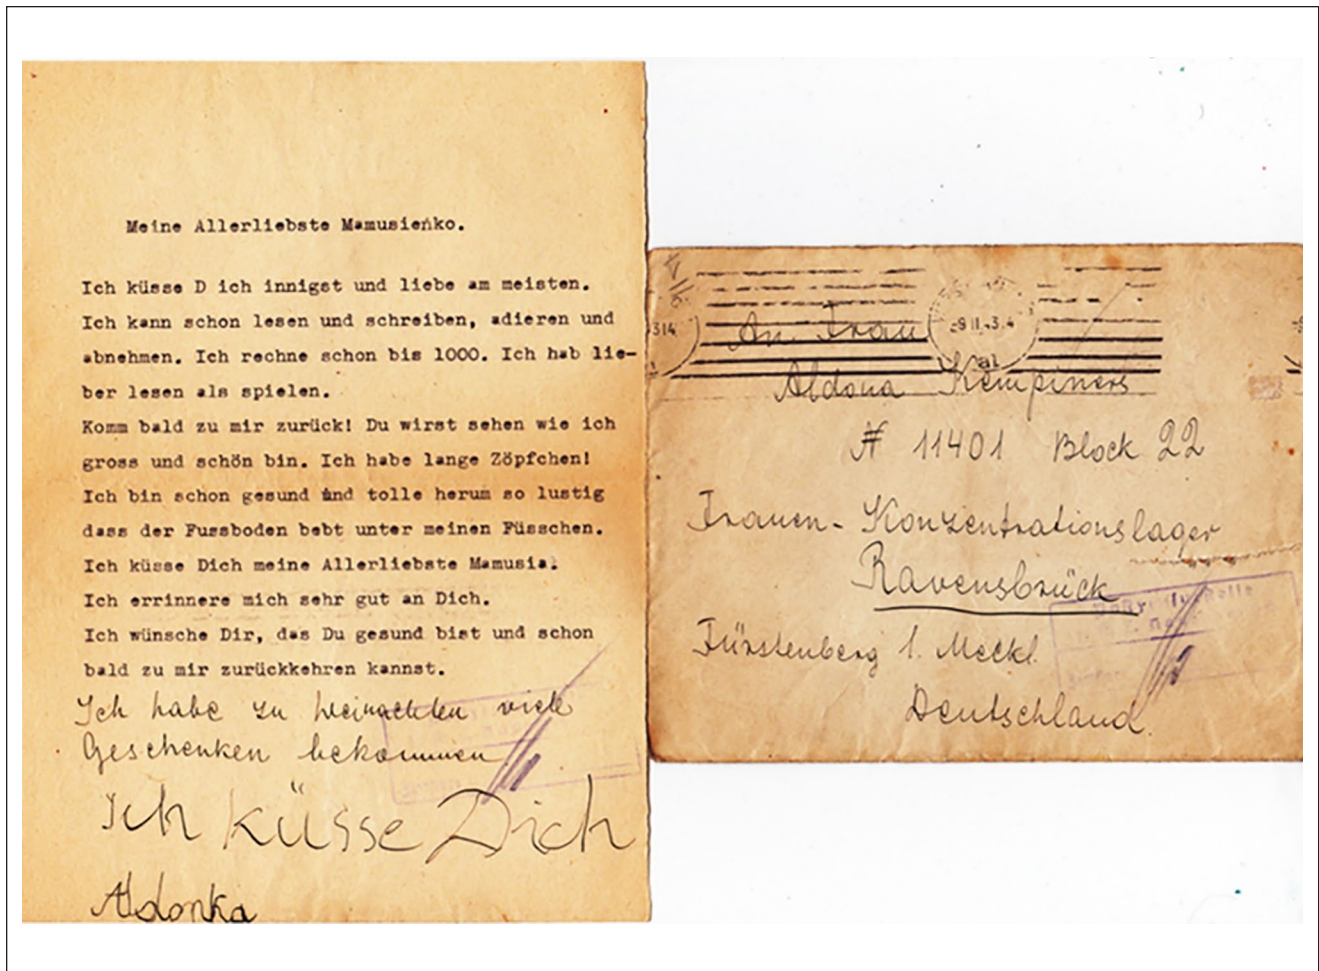 Meine Allerliebste Mamusieńko.
Ich küsse D ich innigst und liebe am meisten.
Ich kann schon lesen und schreiben, adieren und
abnehmen. Ich rechne schon bis 1000. Ich hab lie-
ber lesen als spielen.
Komm bald zu mir zurück! Du wirst sehen wie ich
gross und schön bin. Ich habe lange Zöpfchen!
Ich bin schon gesund und tolle herum so lustig
dass der Fussboden bebt unter meinen Füsschen.
Ich küsse Dich meine Allerliebste Mamusia!
Ich errinnere mich sehr gut an Dich.
Ich wünsche Dir, das Du gesund bist und schon
bald zu mir zurückkehren kannst.
Ich habe zu Weinachten viele
Geschenken bekommen
Ich küsse Dich
Aldonka
An Frau
Aldona Kempiners
# 11401 Block 22
Frauen-Konzentrationslager
Ravensbrück
Fürstenberg 1. Meckl.
Deutschland.